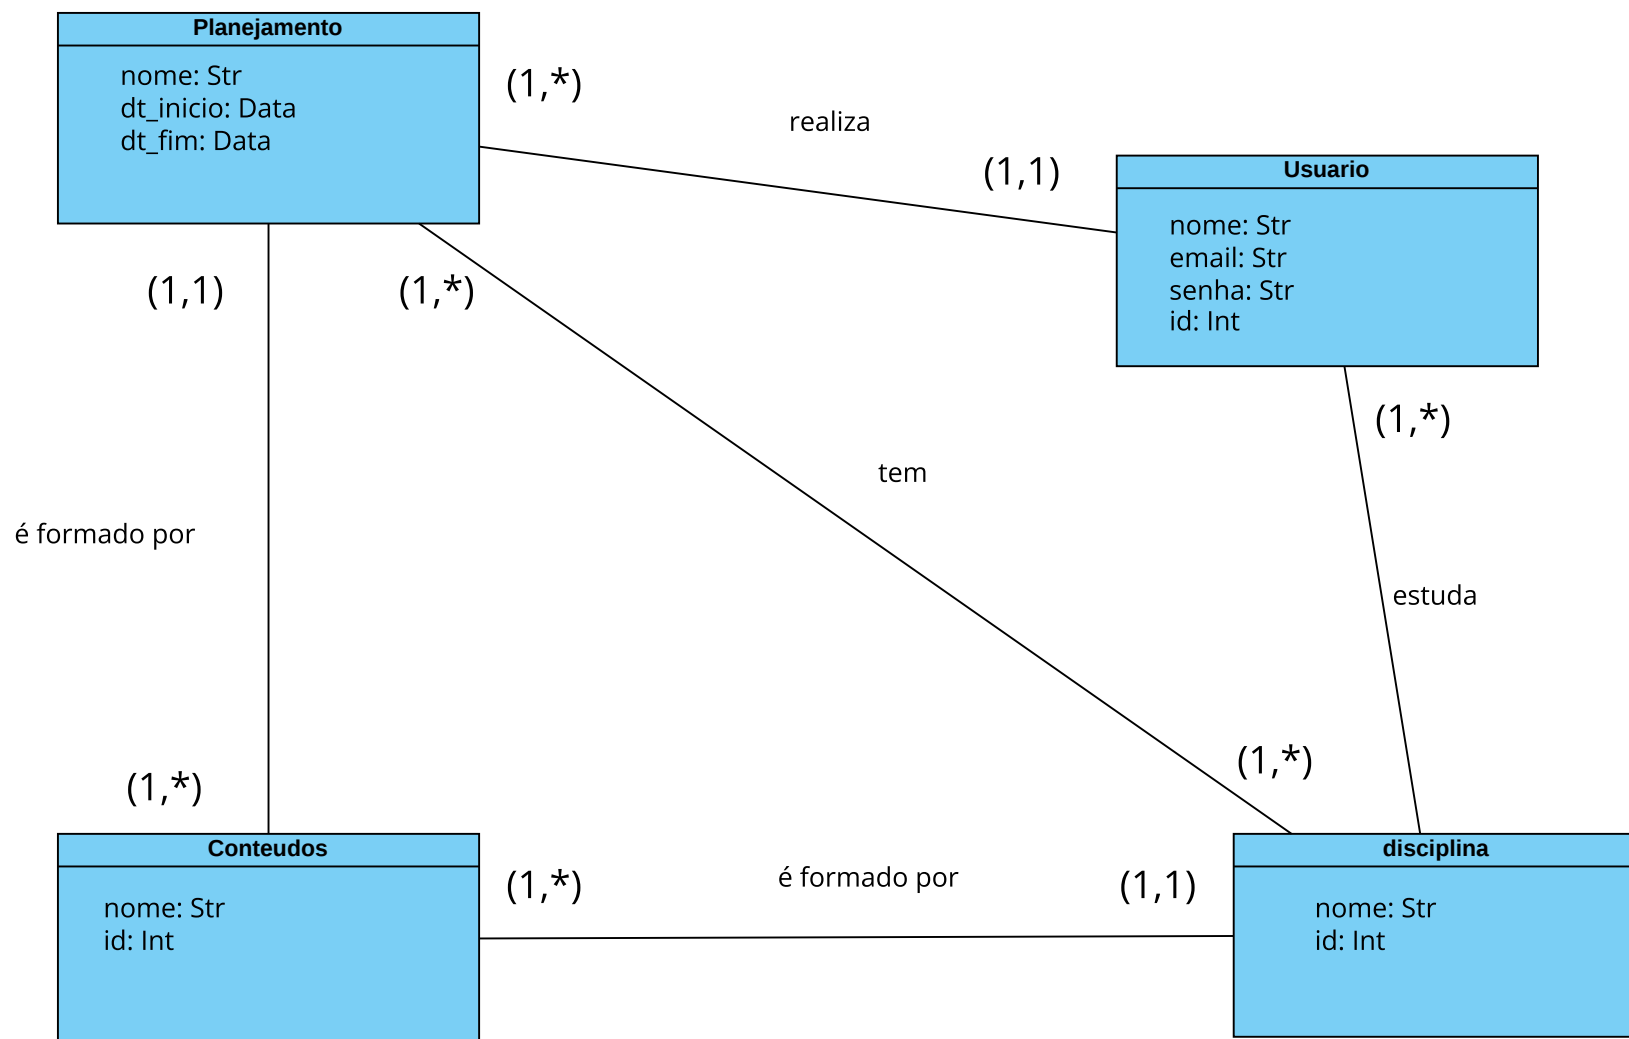 Planejamento
nome: Str
dt_inicio: Data
dt_fim: Data
(1,*)
realiza
(1,1)
Usuario
nome: Str
email: Str
senha: Str
id: Int
(1,1)
(1,*)
(1,*)
tem
é formado por
estuda
(1,*)
(1,*)
Conteudos
nome: Str
id: Int
(1,*)
é formado por
(1,1)
disciplina
nome: Str
id: Int